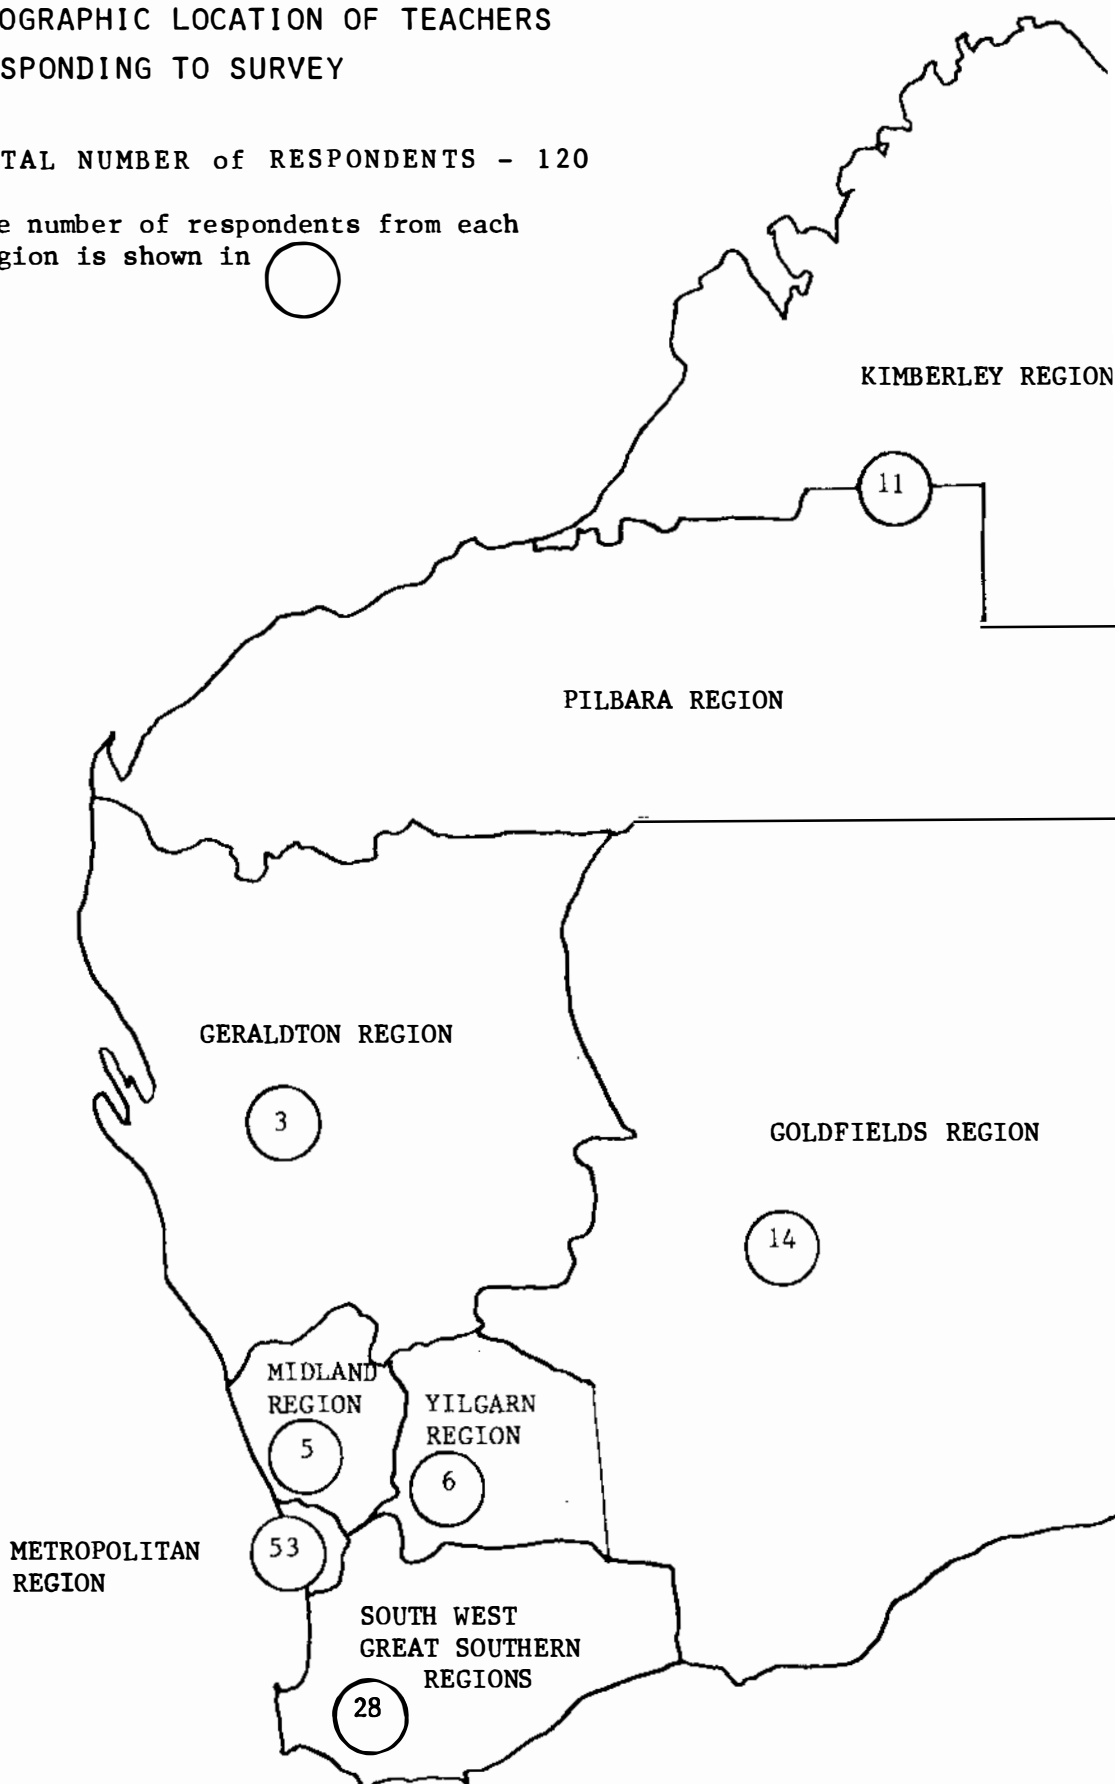 OGRAPHIC LOCATION OF TEACHERS
SPONDING TO SURVEY
TAL NUMBER of RESPONDENTS - 120
e number of respondents from each
gion is shown in
KIMBERLEY REGION
11
PILBARA REGION
GERALDTON REGION
3
GOLDFIELDS REGION
14
MIDLAND
REGION
5
YILGARN
REGION
6
METROPOLITAN
REGION
53
SOUTH WEST
GREAT SOUTHERN
REGIONS
28